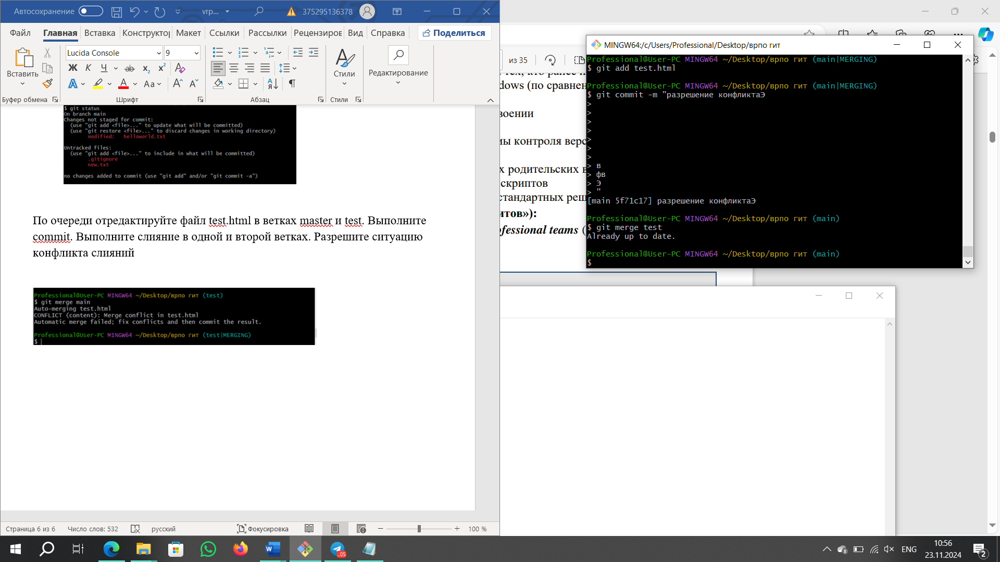 Автосохранение
vrp...
375295136378
Файл
Главная
Вставка
Конструктор
Макет
Ссылки
Рассылки
Рецензиров
Вид
Справка
Поделиться
Вставить
Lucida Console
9
Ж К Ч ab x₂ x²
А А Аа А А
Стили
Редактирование
Буфер обмена
Шрифт
Абзац
Стили
$ git status
On branch main
Changes not staged for commit:
(use "git add <file>..." to update what will be committed)
(use "git restore <file>..." to discard changes in working directory)
modified: helloworld.txt
Untracked files:
(use "git add <file>..." to include in what will be committed)
.gitignore
new.txt
no changes added to commit (use "git add" and/or "git commit -a")
По очереди отредактируйте файл test.html в ветках master и test. Выполните
commit. Выполните слияние в одной и второй ветках. Разрешите ситуацию
конфликта слияний
Professional@User-PC MINGW64 ~/Desktop/врпо гит (test)
$ git merge main
Auto-merging test.html
CONFLICT (content): Merge conflict in test.html
Automatic merge failed; fix conflicts and then commit the result.
Professional@User-PC MINGW64 ~/Desktop/врпо гит (test|MERGING)
$
Страница 6 из 6
Число слов: 532
русский
Фокусировка
100 %
из 35
dows (по сравнен
воении
мы контроля верс
х родительских в
скриптов
стандартных реш
итов»):
ofessional teams (
MINGW64:/c/Users/Professional/Desktop/врпо гит
Professional@User-PC MINGW64 ~/Desktop/врпо гит (main|MERGING)
$ git add test.html
Professional@User-PC MINGW64 ~/Desktop/врпо гит (main|MERGING)
$ git commit -m "разрешение конфликтаЭ
>
>
>
>
>
>
>
> в
> фв
> Э
> "
[main 5f71c17] разрешение конфликтаЭ
Professional@User-PC MINGW64 ~/Desktop/врпо гит (main)
$ git merge test
Already up to date.
Professional@User-PC MINGW64 ~/Desktop/врпо гит (main)
$
..05
ENG
10:56
23.11.2024
2